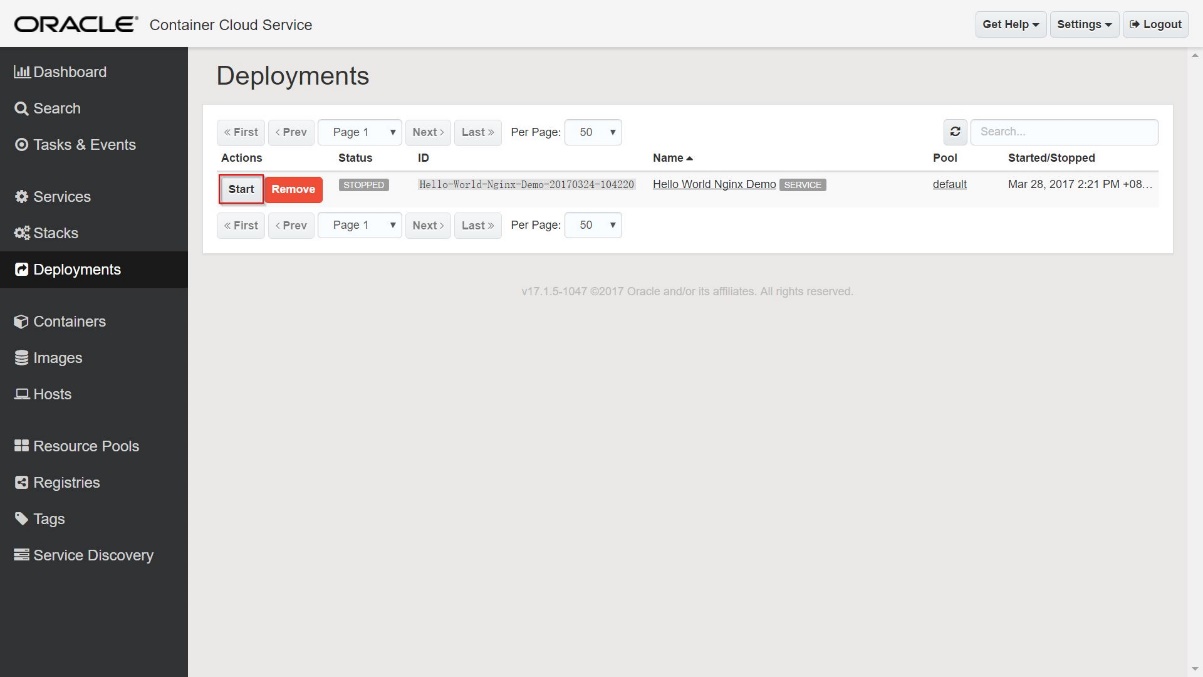 ORACLE® Container Cloud Service
Get Help Settings Logout
Dashboard
Search
Tasks & Events
Services
Stacks
Deployments
Containers
Images
Hosts
Resource Pools
Registries
Tags
Service Discovery
Deployments
« First ‹ Prev Page 1 Next › Last » Per Page: 50 Search...
Actions Status ID Name Pool Started/Stopped
Start Remove STOPPED Hello-World-Nginx-Demo-20170324-104220 Hello World Nginx Demo SERVICE default Mar 28, 2017 2:21 PM +08...
« First ‹ Prev Page 1 Next › Last » Per Page: 50
v17.1.5-1047 ©2017 Oracle and/or its affiliates. All rights reserved.